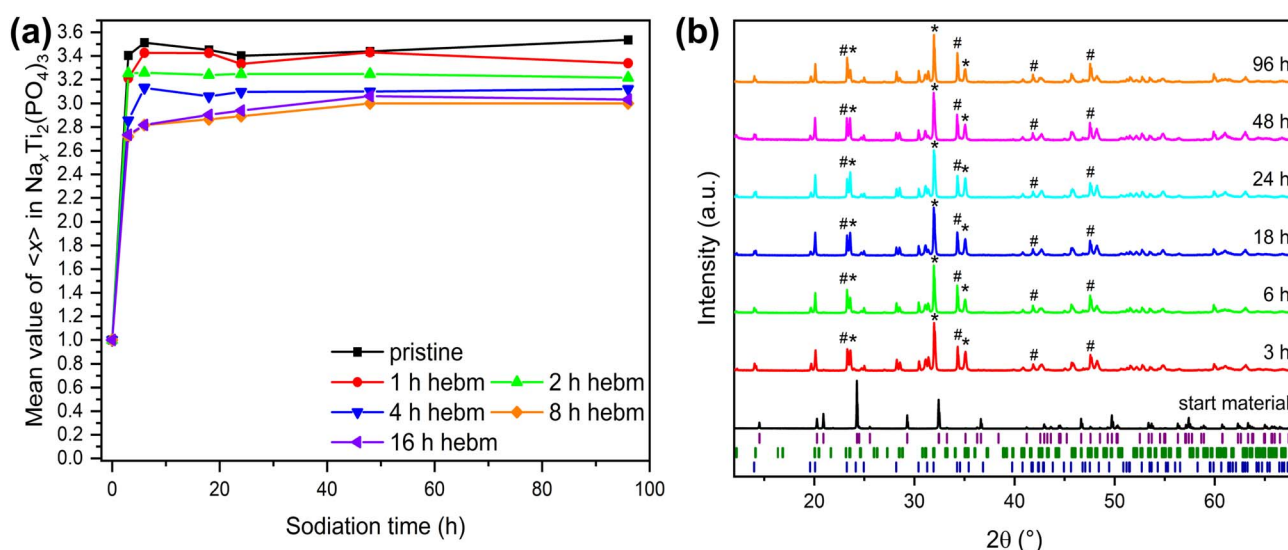 (a)
Mean value of <x> in NaxTi2(PO4)3
3.6
3.4
3.2
3.0
2.8
2.6
2.4
2.2
2.0
1.8
1.6
1.4
1.2
1.0
0.8
0.6
0.4
0.2
0.0
pristine
1 h hebm
2 h hebm
4 h hebm
8 h hebm
16 h hebm
0 20 40 60 80 100
Sodiation time (h)
(b)
Intensity (a.u.)
*
# * # * # # 96 h
*
# * # * # # 48 h
*
# * # * # # 24 h
*
# * # * # # 18 h
*
# * # * # # 6 h
*
# * # * # # 3 h
start material
20 30 40 50 60
2θ (°)